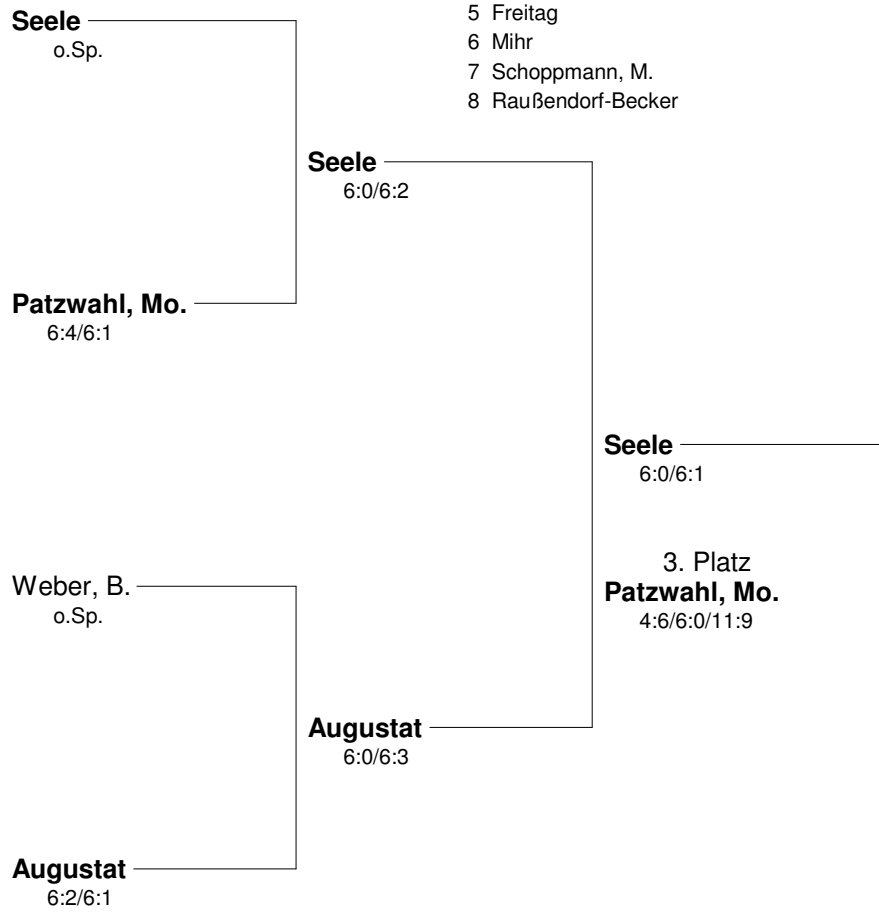 5 Freitag
6 Mihr
7 Schoppmann, M.
8 Raußendorf-Becker
Seele
o.Sp.
Seele
6:0/6:2
Patzwahl, Mo.
6:4/6:1
Seele
6:0/6:1
3. Platz
Patzwahl, Mo.
4:6/6:0/11:9
Weber, B.
o.Sp.
Augustat
6:0/6:3
Augustat
6:2/6:1